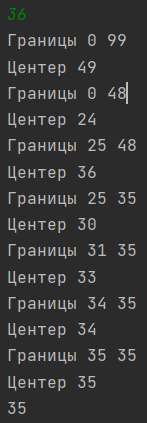 36
Границы 0 99
Центер 49
Границы 0 48
Центер 24
Границы 25 48
Центер 36
Границы 25 35
Центер 30
Границы 31 35
Центер 33
Границы 34 35
Центер 34
Границы 35 35
Центер 35
35